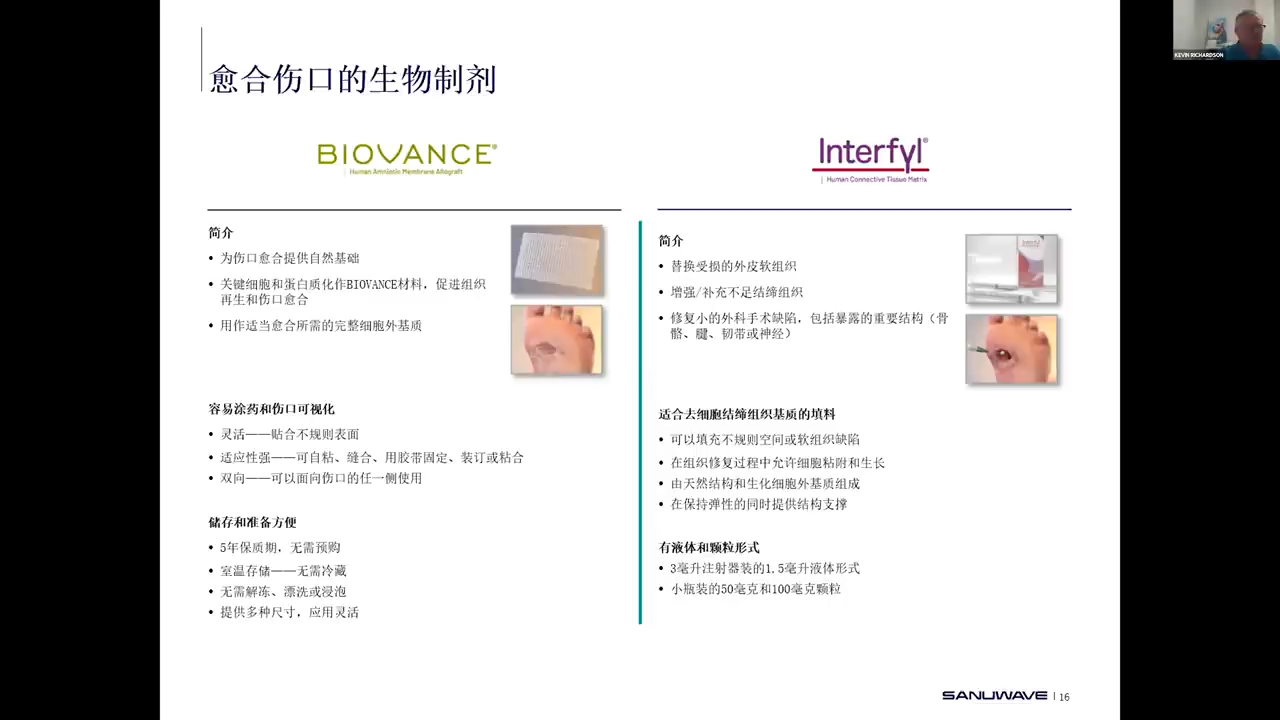 愈合伤口的生物制剂
BIOVANCE®
Human Amniotic Membrane Allograft
简介
• 为伤口愈合提供自然基础
• 关键细胞和蛋白质化作BIOVANCE材料，促进组织
再生和伤口愈合
• 用作适当愈合所需的完整细胞外基质
容易涂药和伤口可视化
• 灵活——贴合不规则表面
• 适应性强——可自粘、缝合、用胶带固定、装订或粘合
• 双向——可以面向伤口的任一侧使用
储存和准备方便
• 5年保质期，无需预购
• 室温存储——无需冷藏
• 无需解冻、漂洗或浸泡
• 提供多种尺寸，应用灵活
Interfyl®
Human Connective Tissue Matrix
简介
• 替换受损的外皮软组织
• 增强/补充不足结缔组织
• 修复小的外科手术缺陷，包括暴露的重要结构（骨
骼、腱、韧带或神经）
适合去细胞结缔组织基质的填料
• 可以填充不规则空间或软组织缺陷
• 在组织修复过程中允许细胞粘附和生长
• 由天然结构和生化细胞外基质组成
• 在保持弹性的同时提供结构支撑
有液体和颗粒形式
• 3毫升注射器装的1.5毫升液体形式
• 小瓶装的50毫克和100毫克颗粒
SANUWAVE | 16
KEVIN RICHARDSON